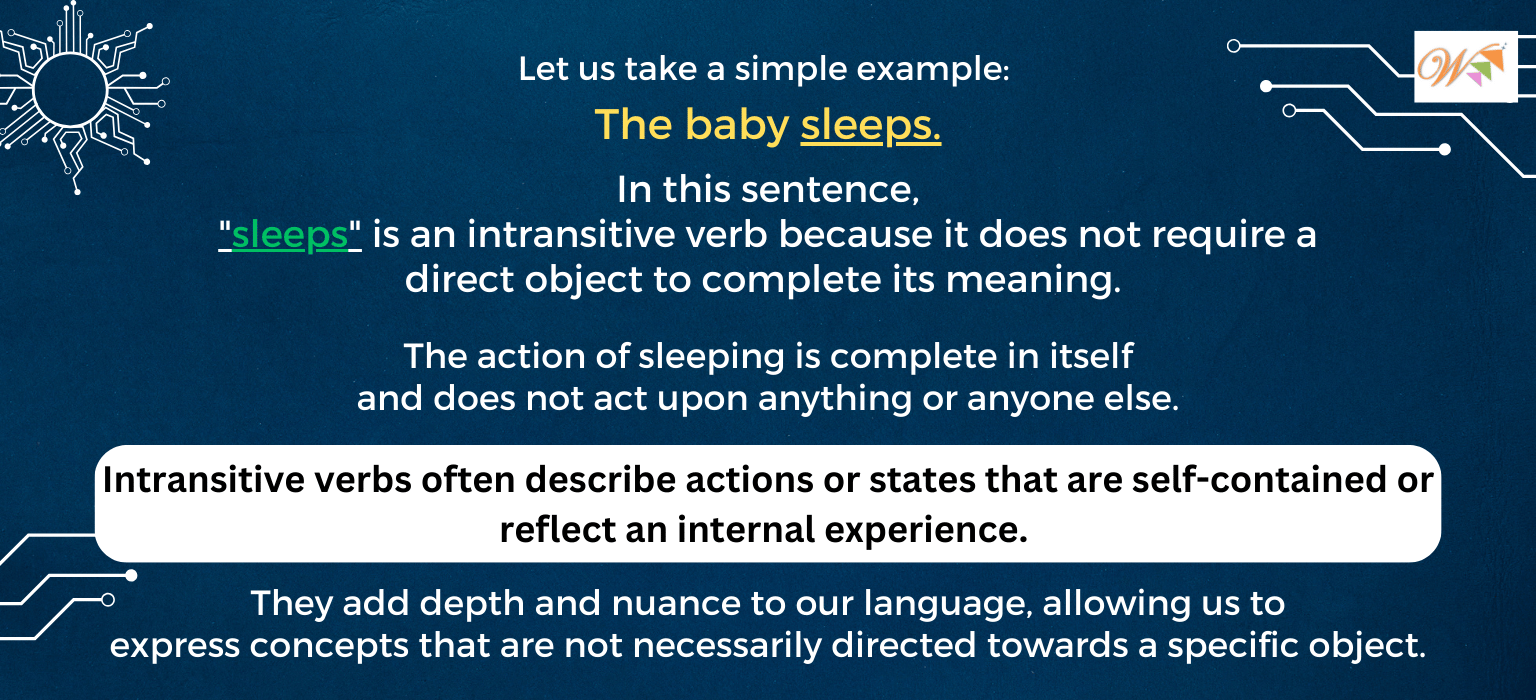 Let us take a simple example:
The baby sleeps.
In this sentence,
"sleeps" is an intransitive verb because it does not require a
direct object to complete its meaning.
The action of sleeping is complete in itself
and does not act upon anything or anyone else.
Intransitive verbs often describe actions or states that are self-contained or
reflect an internal experience.
They add depth and nuance to our language, allowing us to
express concepts that are not necessarily directed towards a specific object.
W